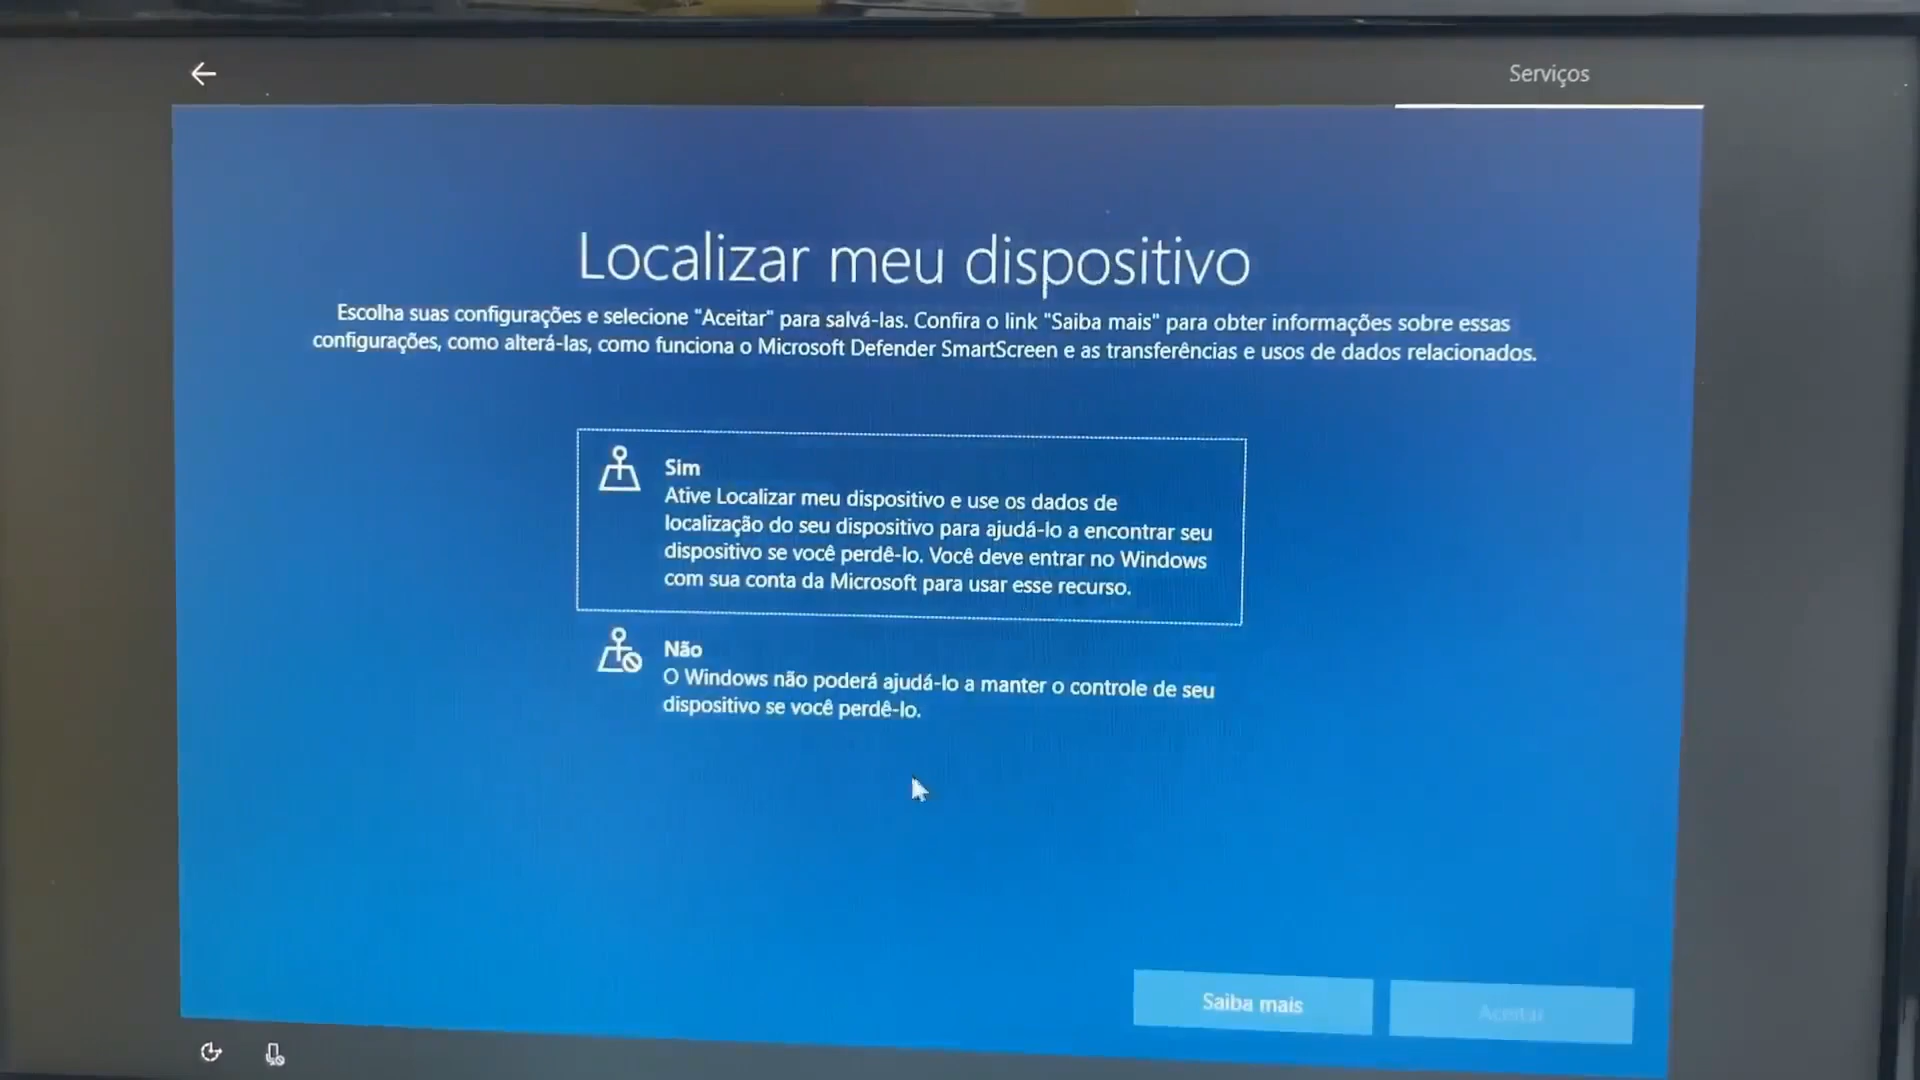 Serviços
Localizar meu dispositivo
Escolha suas configurações e selecione "Aceitar" para salvá-las. Confira o link "Saiba mais" para obter informações sobre essas
configurações, como alterá-las, como funciona o Microsoft Defender SmartScreen e as transferências e usos de dados relacionados.
Sim
Ative Localizar meu dispositivo e use os dados de
localização do seu dispositivo para ajudá-lo a encontrar seu
dispositivo se você perdê-lo. Você deve entrar no Windows
com sua conta da Microsoft para usar esse recurso.
Não
O Windows não poderá ajudá-lo a manter o controle de seu
dispositivo se você perdê-lo.
Saiba mais
Aceitar